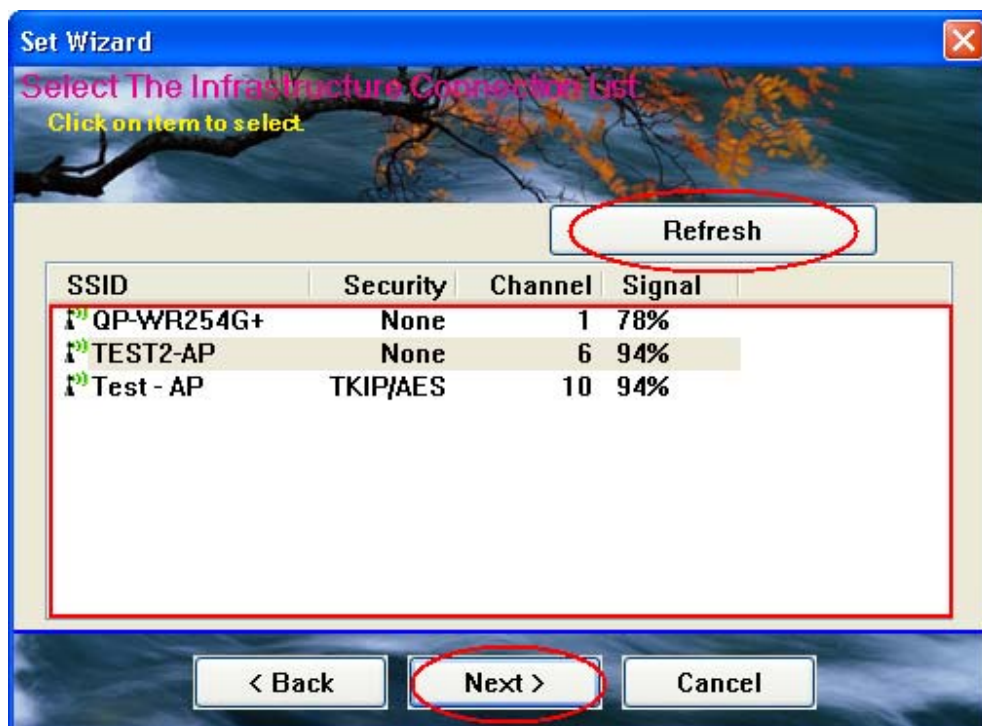 Set Wizard
Select The Infrastructure Connection List
Click on item to select.
Refresh
SSID Security Channel Signal
QP-WR254G+ None 1 78%
TEST2-AP None 6 94%
Test - AP TKIP/AES 10 94%
< Back Next > Cancel